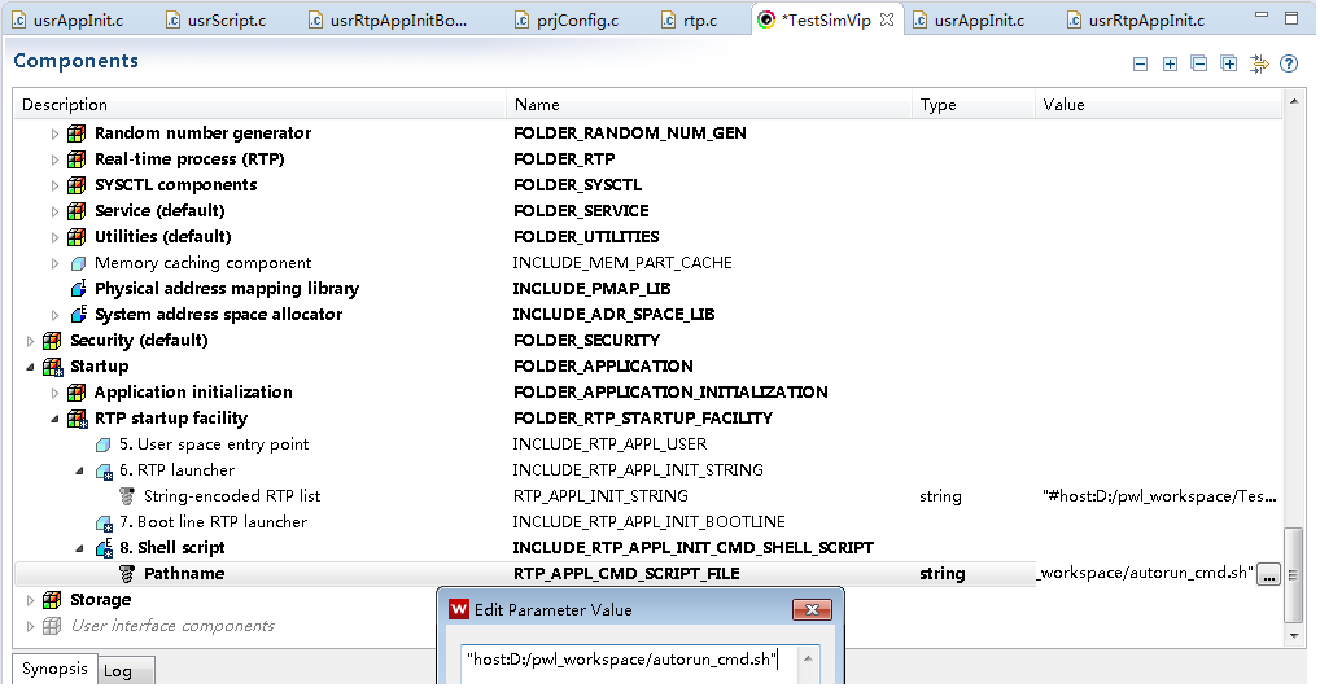 usrAppInit.c usrScript.c usrRtpAppInitBo... prjConfig.c rtp.c *TestSimVip usrAppInit.c usrRtpAppInit.c
Components
Description Name Type Value
Random number generator FOLDER_RANDOM_NUM_GEN
Real-time process (RTP) FOLDER_RTP
SYSCTL components FOLDER_SYSCTL
Service (default) FOLDER_SERVICE
Utilities (default) FOLDER_UTILITIES
Memory caching component INCLUDE_MEM_PART_CACHE
Physical address mapping library INCLUDE_PMAP_LIB
System address space allocator INCLUDE_ADR_SPACE_LIB
Security (default) FOLDER_SECURITY
Startup FOLDER_APPLICATION
Application initialization FOLDER_APPLICATION_INITIALIZATION
RTP startup facility FOLDER_RTP_STARTUP_FACILITY
5. User space entry point INCLUDE_RTP_APPL_USER
6. RTP launcher INCLUDE_RTP_APPL_INIT_STRING
String-encoded RTP list RTP_APPL_INIT_STRING string "#host:D:/pwl_workspace/Tes...
7. Boot line RTP launcher INCLUDE_RTP_APPL_INIT_BOOTLINE
8. Shell script INCLUDE_RTP_APPL_INIT_CMD_SHELL_SCRIPT
Pathname RTP_APPL_CMD_SCRIPT_FILE string _workspace/autorun_cmd.sh" ...
Storage FOLDER_STORAGE
User interface components
Edit Parameter Value
"host:D:/pwl_workspace/autorun_cmd.sh"
Synopsis Log